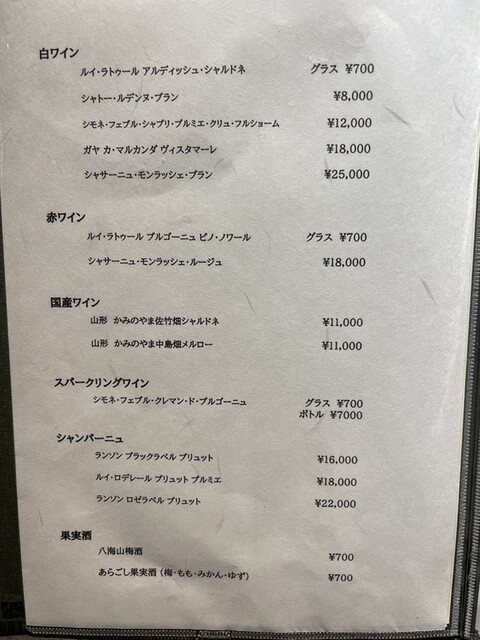 白ワイン
ルイ・ラトゥール アルディッシュ・シャルドネ グラス ¥700
シャトー・ルデンヌ・ブラン ¥8,000
シモネ・フェブル・シャブリ・プルミエ・クリュ・フルショーム ¥12,000
ガヤ カ・マルカンダ ヴィスタマーレ ¥18,000
シャサーニュ・モンラッシェ・ブラン ¥25,000
赤ワイン
ルイ・ラトゥール ブルゴーニュ ピノ・ノワール グラス ¥700
シャサーニュ・モンラッシェ・ルージュ ¥18,000
国産ワイン
山形 かみのやま佐竹畑シャルドネ ¥11,000
山形 かみのやま中島畑メルロー ¥11,000
スパークリングワイン
シモネ・フェブル・クレマン・ド・ブルゴーニュ グラス ¥700
ボトル ¥7000
シャンパーニュ
ランソン ブラックラベル ブリュット ¥16,000
ルイ・ロデレール ブリュット プルミエ ¥18,000
ランソン ロゼラベル ブリュット ¥22,000
果実酒
八海山梅酒 ¥700
あらごし果実酒(梅・もも・みかん・ゆず) ¥700